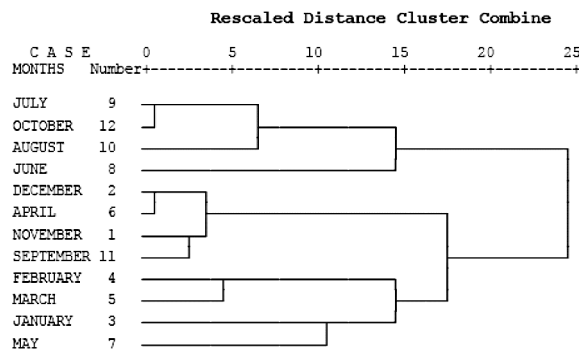 Rescaled Distance Cluster Combine
C A S E 0 5 10 15 20 25
MONTHS Number
JULY 9
OCTOBER 12
AUGUST 10
JUNE 8
DECEMBER 2
APRIL 6
NOVEMBER 1
SEPTEMBER 11
FEBRUARY 4
MARCH 5
JANUARY 3
MAY 7